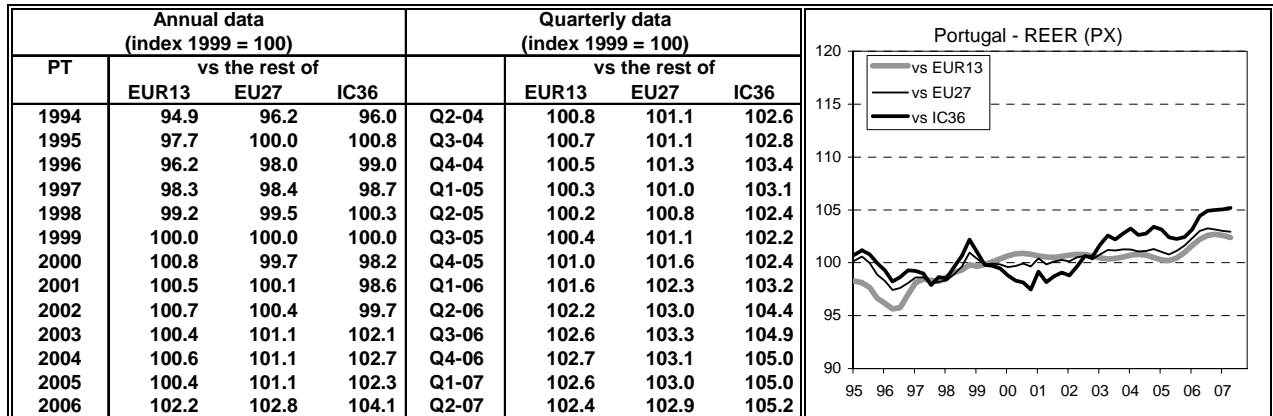 Annual data Quarterly data
(index 1999 = 100) (index 1999 = 100)
PT vs the rest of vs the rest of
EUR13 EU27 IC36 EUR13 EU27 IC36
1994 94.9 96.2 96.0 Q2-04 100.8 101.1 102.6
1995 97.7 100.0 100.8 Q3-04 100.7 101.1 102.8
1996 96.2 98.0 99.0 Q4-04 100.5 101.3 103.4
1997 98.3 98.4 98.7 Q1-05 100.3 101.0 103.1
1998 99.2 99.5 100.3 Q2-05 100.2 100.8 102.4
1999 100.0 100.0 100.0 Q3-05 100.4 101.1 102.2
2000 100.8 99.7 98.2 Q4-05 101.0 101.6 102.4
2001 100.5 100.1 98.6 Q1-06 101.6 102.3 103.2
2002 100.7 100.4 99.7 Q2-06 102.2 103.0 104.4
2003 100.4 101.1 102.1 Q3-06 102.6 103.3 104.9
2004 100.6 101.1 102.7 Q4-06 102.7 103.1 105.0
2005 100.4 101.1 102.3 Q1-07 102.6 103.0 105.0
2006 102.2 102.8 104.1 Q2-07 102.4 102.9 105.2
Portugal - REER (PX)
120
115
110
105
100
95
90
vs EUR13
vs EU27
vs IC36
95 96 97 98 99 00 01 02 03 04 05 06 07